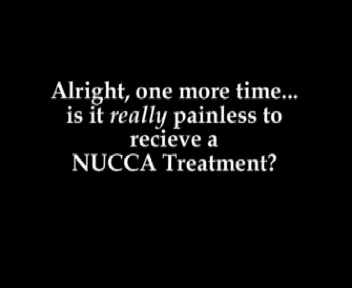 Alright, one more time...
is it really painless to
recieve a
NUCCA Treatment?